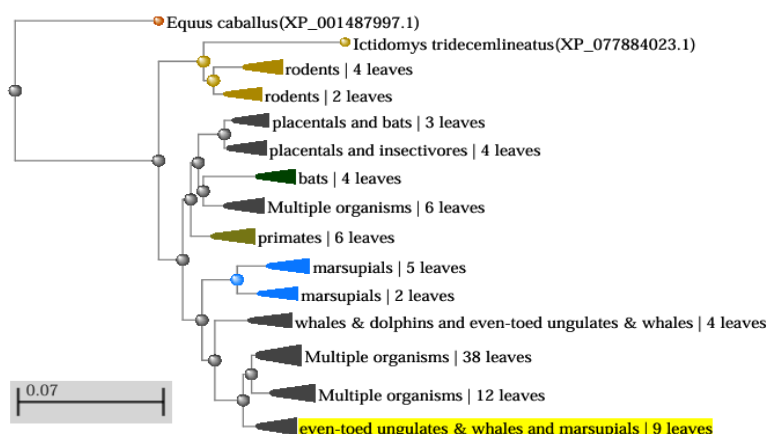 Equus caballus(XP_001487997.1)
Ictidomys tridecemlineatus(XP_077884023.1)
rodents | 4 leaves
rodents | 2 leaves
placentals and bats | 3 leaves
placentals and insectivores | 4 leaves
bats | 4 leaves
Multiple organisms | 6 leaves
primates | 6 leaves
marsupials | 5 leaves
marsupials | 2 leaves
whales & dolphins and even-toed ungulates & whales | 4 leaves
Multiple organisms | 38 leaves
Multiple organisms | 12 leaves
0.07
even-toed ungulates & whales and marsupials | 9 leaves